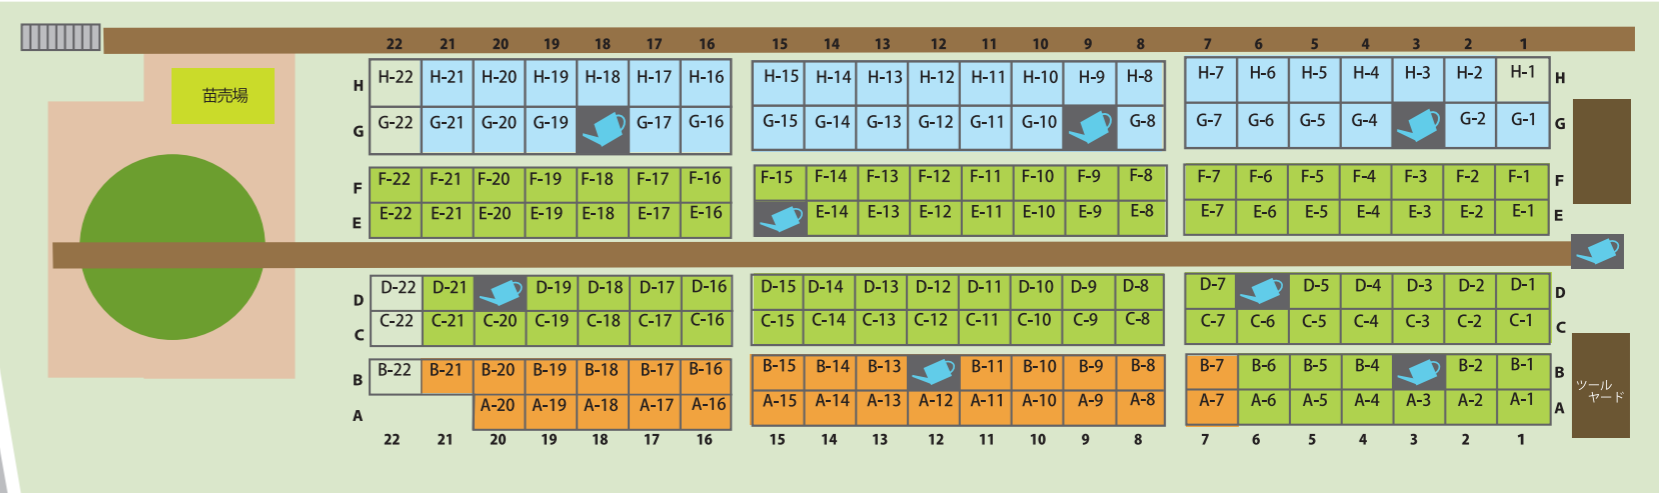 22 21 20 19 18 17 16 15 14 13 12 11 10 9 8 7 6 5 4 3 2 1
苗売場
H H-22 H-21 H-20 H-19 H-18 H-17 H-16 H-15 H-14 H-13 H-12 H-11 H-10 H-9 H-8 H-7 H-6 H-5 H-4 H-3 H-2 H-1 H
G G-22 G-21 G-20 G-19 G-17 G-16 G-15 G-14 G-13 G-12 G-11 G-10 G-8 G-7 G-6 G-5 G-4 G-2 G-1 G
F F-22 F-21 F-20 F-19 F-18 F-17 F-16 F-15 F-14 F-13 F-12 F-11 F-10 F-9 F-8 F-7 F-6 F-5 F-4 F-3 F-2 F-1 F
E E-22 E-21 E-20 E-19 E-18 E-17 E-16 E-14 E-13 E-12 E-11 E-10 E-9 E-8 E-7 E-6 E-5 E-4 E-3 E-2 E-1 E
D D-22 D-21 D-19 D-18 D-17 D-16 D-15 D-14 D-13 D-12 D-11 D-10 D-9 D-8 D-7 D-5 D-4 D-3 D-2 D-1 D
C C-22 C-21 C-20 C-19 C-18 C-17 C-16 C-15 C-14 C-13 C-12 C-11 C-10 C-9 C-8 C-7 C-6 C-5 C-4 C-3 C-2 C-1 C
B B-22 B-21 B-20 B-19 B-18 B-17 B-16 B-15 B-14 B-13 B-11 B-10 B-9 B-8 B-7 B-6 B-5 B-4 B-2 B-1 B
A A-20 A-19 A-18 A-17 A-16 A-15 A-14 A-13 A-12 A-11 A-10 A-9 A-8 A-7 A-6 A-5 A-4 A-3 A-2 A-1 A
ツール
ヤード
22 21 20 19 18 17 16 15 14 13 12 11 10 9 8 7 6 5 4 3 2 1